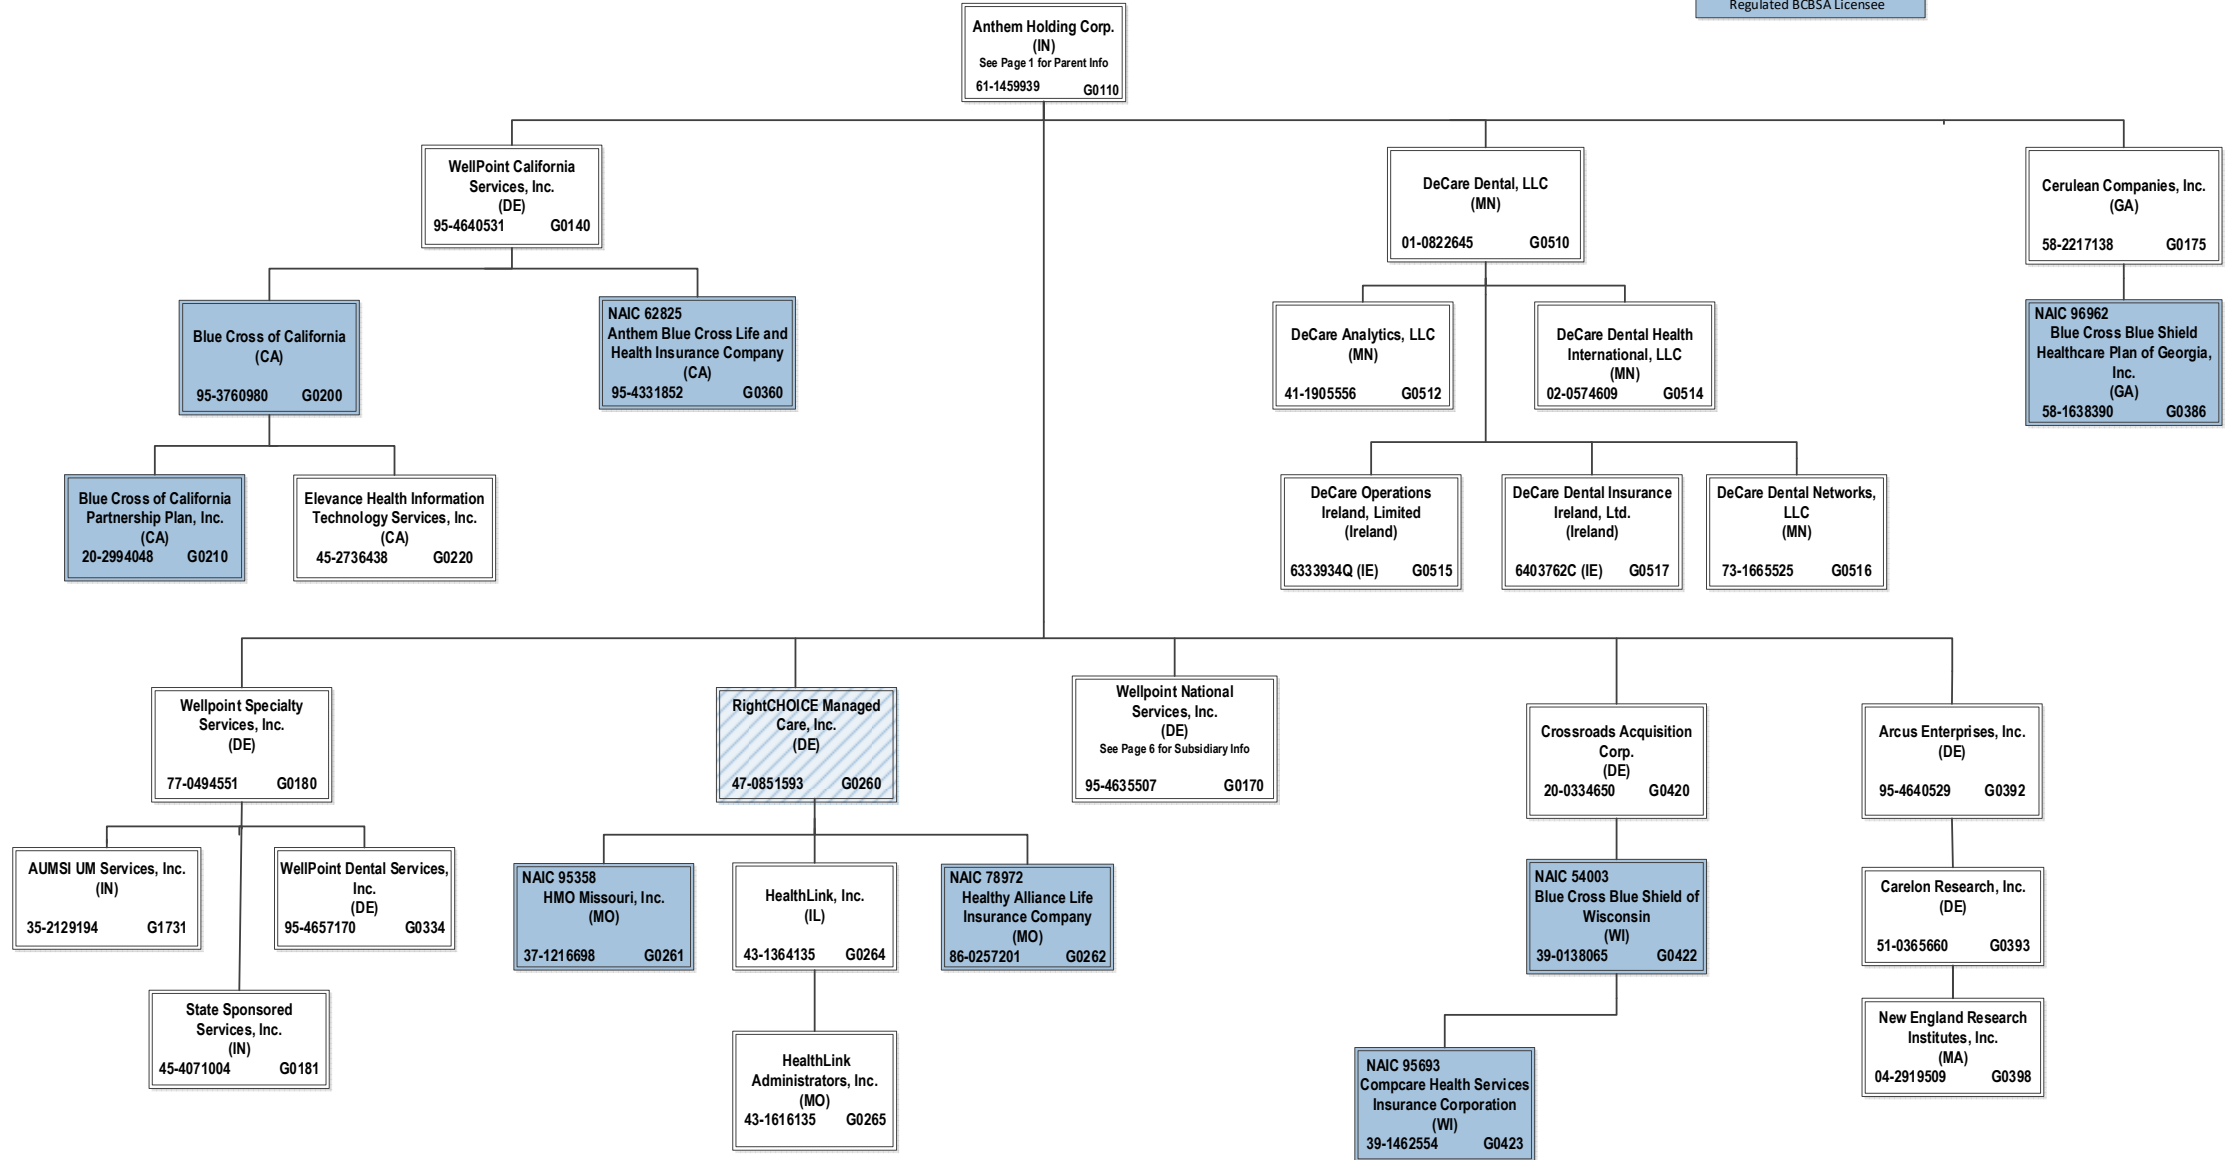 Regulated BCBSA Licensee
Anthem Holding Corp.
(IN)
See Page 1 for Parent Info
61-1459939 G0110
WellPoint California
Services, Inc.
(DE)
95-4640531 G0140
DeCare Dental, LLC
(MN)
01-0822645 G0510
Cerulean Companies, Inc.
(GA)
58-2217138 G0175
Blue Cross of California
(CA)
95-3760980 G0200
NAIC 62825
Anthem Blue Cross Life and
Health Insurance Company
(CA)
95-4331852 G0360
DeCare Analytics, LLC
(MN)
41-1905556 G0512
DeCare Dental Health
International, LLC
(MN)
02-0574609 G0514
NAIC 96962
Blue Cross Blue Shield
Healthcare Plan of Georgia,
Inc.
(GA)
58-1638390 G0386
Blue Cross of California
Partnership Plan, Inc.
(CA)
20-2994048 G0210
Elevance Health Information
Technology Services, Inc.
(CA)
45-2736438 G0220
DeCare Operations
Ireland, Limited
(Ireland)
6333934Q (IE) G0515
DeCare Dental Insurance
Ireland, Ltd.
(Ireland)
6403762C (IE) G0517
DeCare Dental Networks,
LLC
(MN)
73-1665525 G0516
Wellpoint Specialty
Services, Inc.
(DE)
77-0494551 G0180
RightCHOICE Managed
Care, Inc.
(DE)
47-0851593 G0260
Wellpoint National
Services, Inc.
(DE)
See Page 6 for Subsidiary Info
95-4635507 G0170
Crossroads Acquisition
Corp.
(DE)
20-0334650 G0420
Arcus Enterprises, Inc.
(DE)
95-4640529 G0392
AUMSI UM Services, Inc.
(IN)
35-2129194 G1731
WellPoint Dental Services,
Inc.
(DE)
95-4657170 G0334
NAIC 95358
HMO Missouri, Inc.
(MO)
37-1216698 G0261
HealthLink, Inc.
(IL)
43-1364135 G0264
NAIC 78972
Healthy Alliance Life
Insurance Company
(MO)
86-0257201 G0262
NAIC 54003
Blue Cross Blue Shield of
Wisconsin
(WI)
39-0138065 G0422
Carelon Research, Inc.
(DE)
51-0365660 G0393
State Sponsored
Services, Inc.
(IN)
45-4071004 G0181
HealthLink
Administrators, Inc.
(MO)
43-1616135 G0265
NAIC 95693
Compcare Health Services
Insurance Corporation
(WI)
39-1462554 G0423
New England Research
Institutes, Inc.
(MA)
04-2919509 G0398